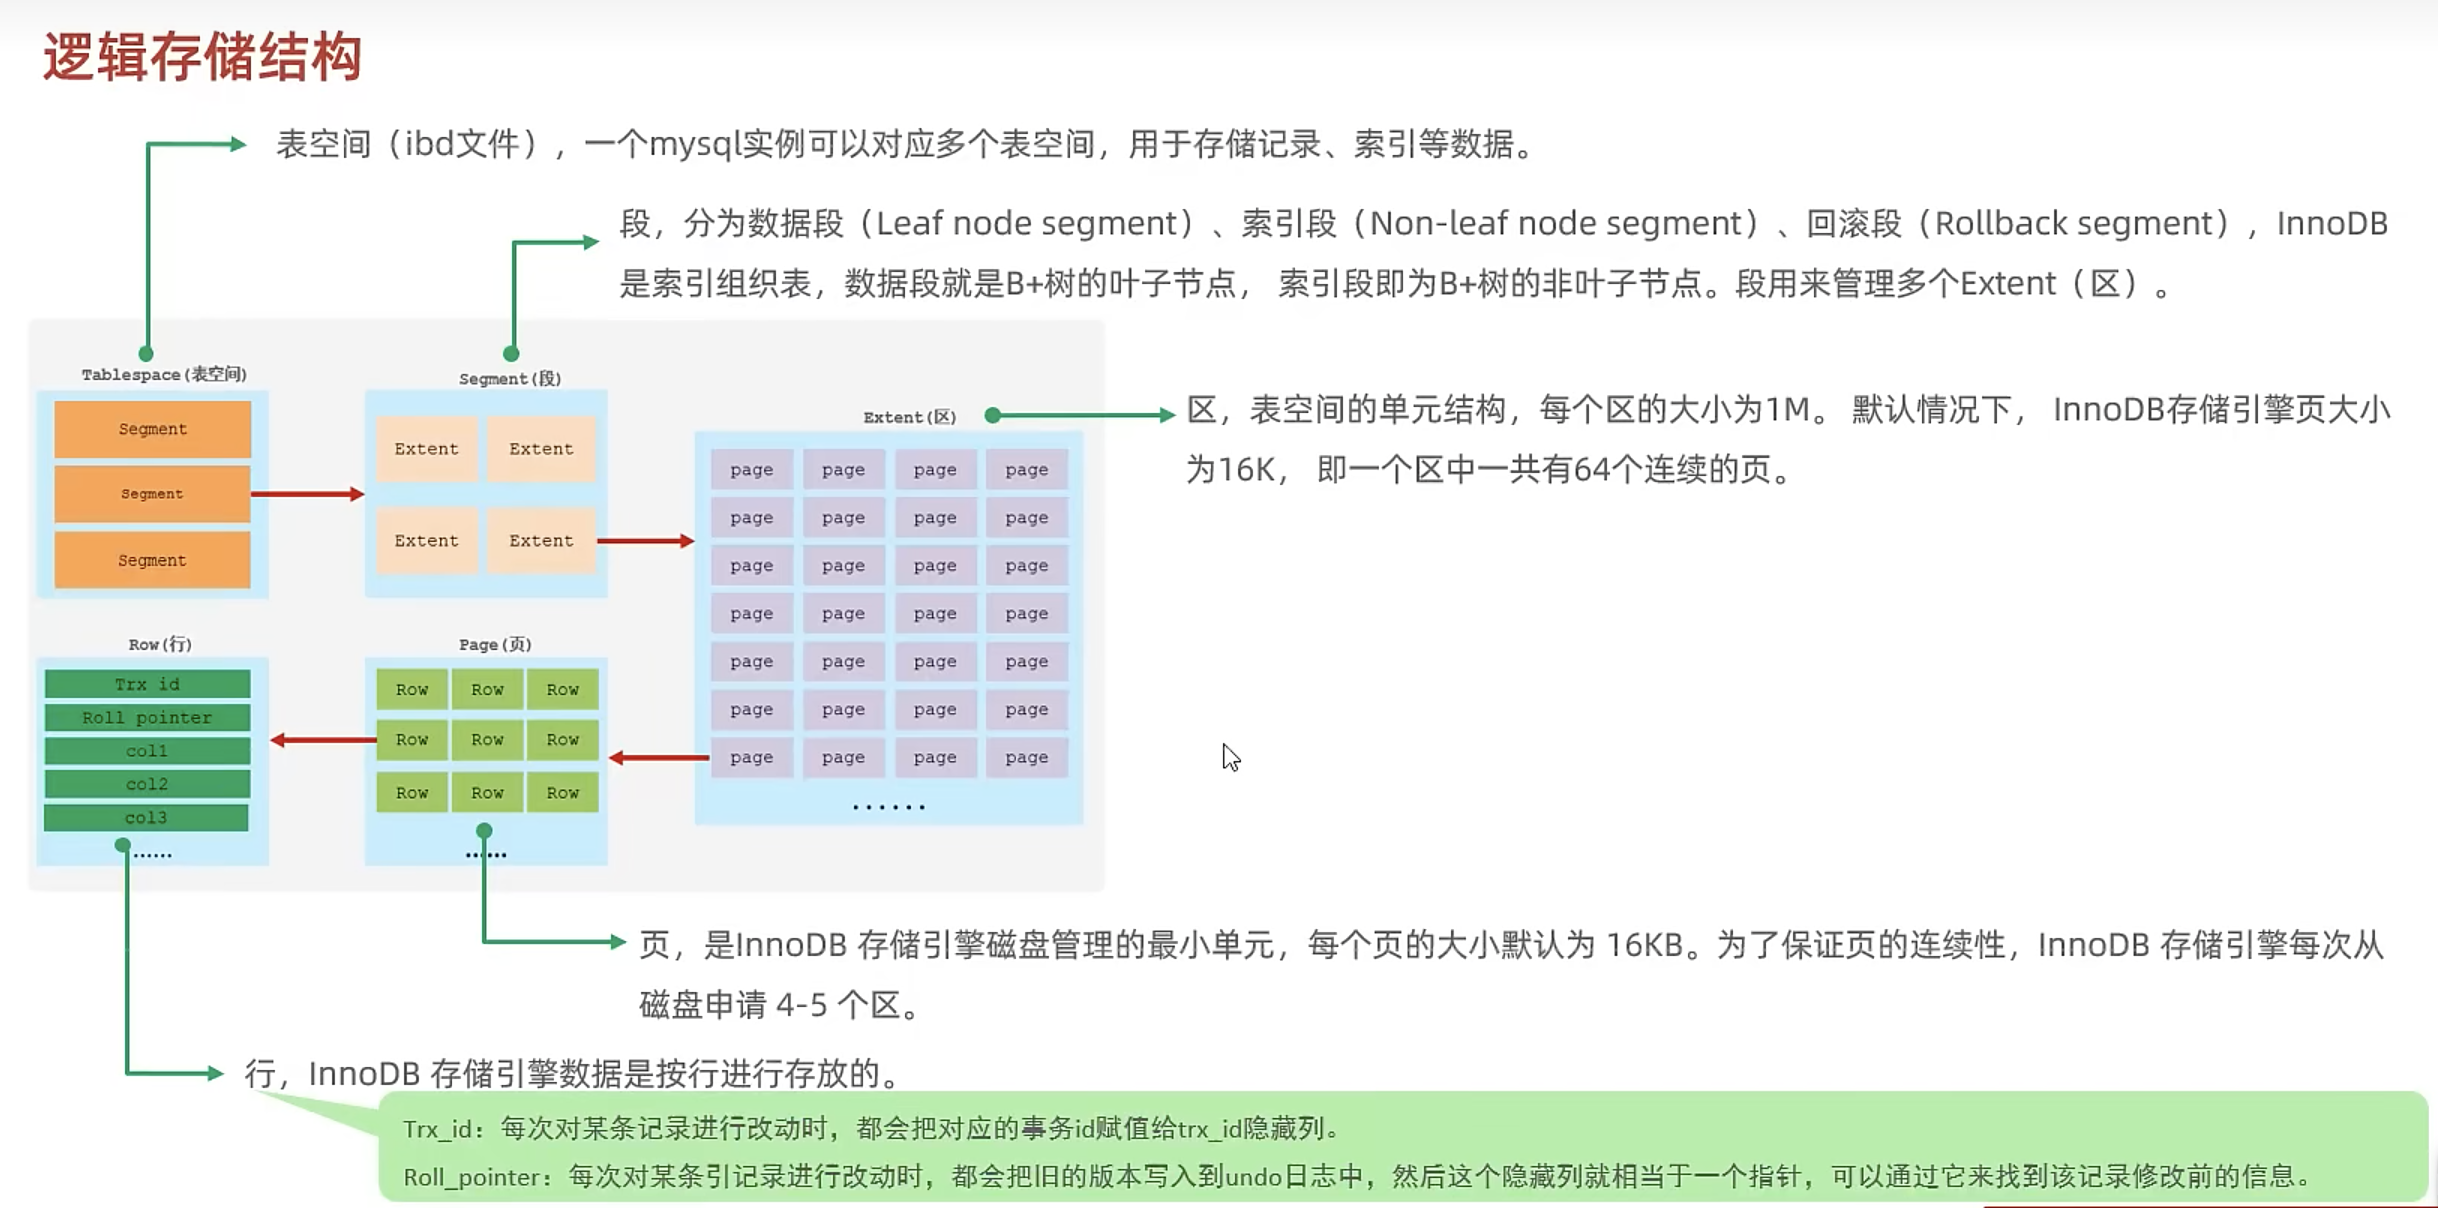 逻辑存储结构
表空间（ibd文件），一个mysql实例可以对应多个表空间，用于存储记录、索引等数据。
段，分为数据段（Leaf node segment）、索引段（Non-leaf node segment）、回滚段（Rollback segment），InnoDB
是索引组织表，数据段就是B+树的叶子节点， 索引段即为B+树的非叶子节点。段用来管理多个Extent（区）。
Tablespace(表空间)
Segment
Segment
Segment
Segment(段)
Extent Extent
Extent Extent
Extent(区)
page page page page
page page page page
page page page page
page page page page
page page page page
page page page page
page page page page
......
区，表空间的单元结构，每个区的大小为1M。 默认情况下， InnoDB存储引擎页大小
为16K， 即一个区中一共有64个连续的页。
Row(行)
Trx id
Roll pointer
col1
col2
col3
......
Page(页)
Row Row Row
Row Row Row
Row Row Row
......
页，是InnoDB 存储引擎磁盘管理的最小单元，每个页的大小默认为 16KB。为了保证页的连续性，InnoDB 存储引擎每次从
磁盘申请 4-5 个区。
行，InnoDB 存储引擎数据是按行进行存放的。
Trx_id：每次对某条记录进行改动时，都会把对应的事务id赋值给trx_id隐藏列。
Roll_pointer：每次对某条引记录进行改动时，都会把旧的版本写入到undo日志中，然后这个隐藏列就相当于一个指针，可以通过它来找到该记录修改前的信息。